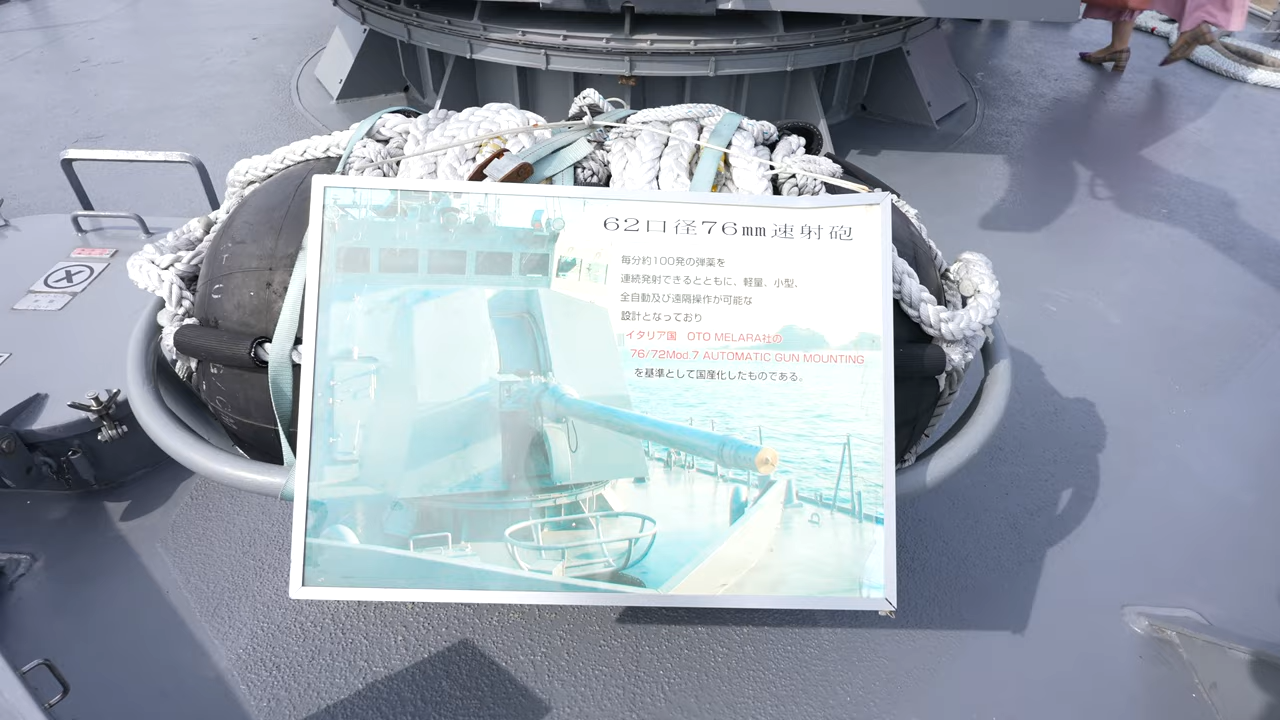 62口径76mm速射砲
毎分約100発の弾薬を
連続発射できるとともに、軽量、小型、
全自動及び遠隔操作が可能な
設計となっており
イタリア国 OTO MELARA社の
76/72Mod.7 AUTOMATIC GUN MOUNTING
を基準として国産化したものである。